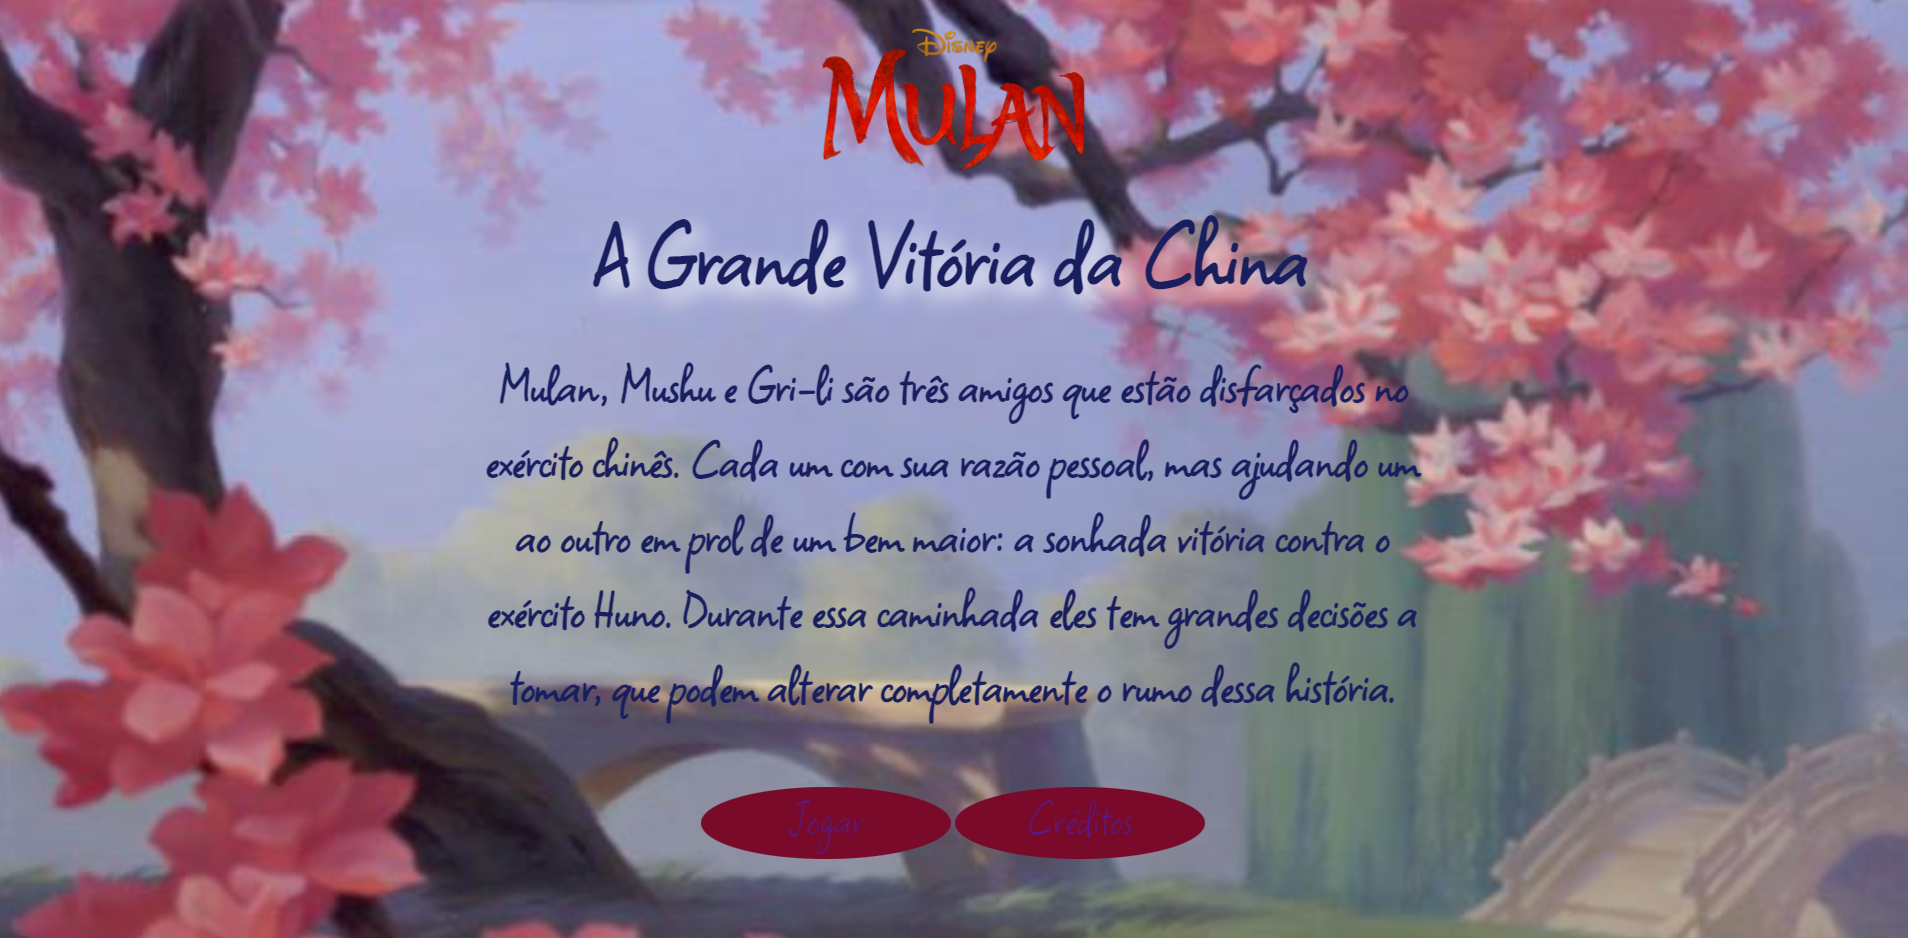 Disney
MULAN
A Grande Vitória da China
Mulan, Mushu e Gri-li são três amigos que estão disfarçados no
exército chinês. Cada um com sua razão pessoal, mas ajudando um
ao outro em prol de um bem maior: a sonhada vitória contra o
exército Huno. Durante essa caminhada eles tem grandes decisões a
tomar, que podem alterar completamente o rumo dessa história.
Jogar Créditos